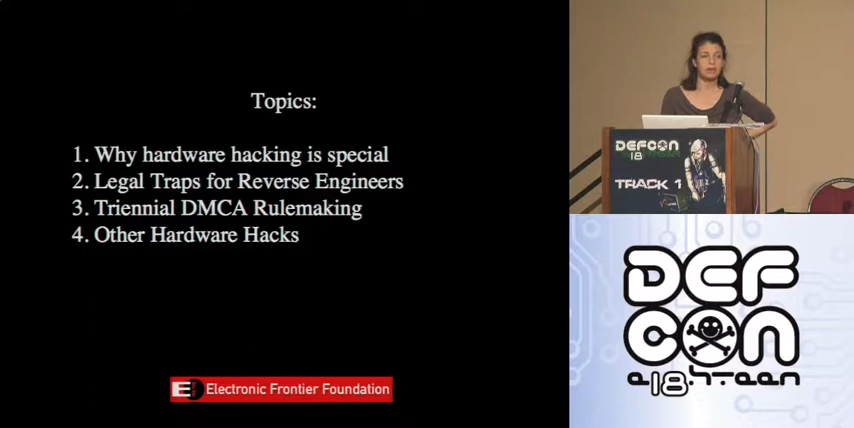 Topics:
1. Why hardware hacking is special
2. Legal Traps for Reverse Engineers
3. Triennial DMCA Rulemaking
4. Other Hardware Hacks
Electronic Frontier Foundation
DEFCON
18
TRACK 1
DEF
CON
18